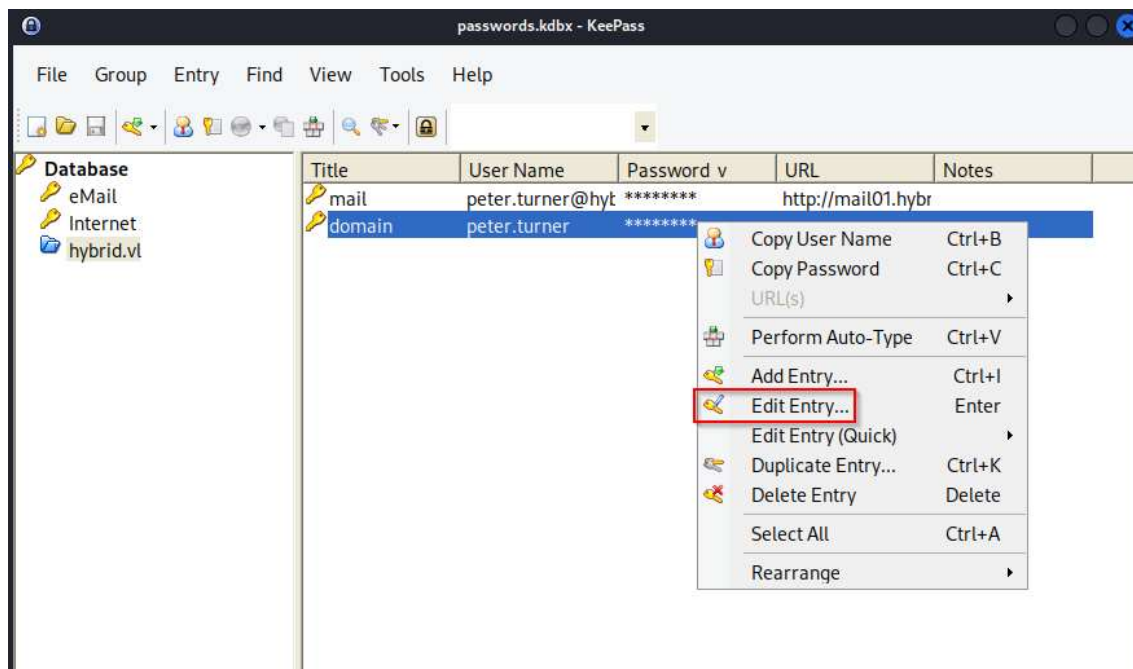 passwords.kdbx - KeePass
File Group Entry Find View Tools Help
Database
eMail
Internet
hybrid.vl
Title User Name Password v URL Notes
mail peter.turner@hyb ******** http://mail01.hybr
domain peter.turner ********
Copy User Name Ctrl+B
Copy Password Ctrl+C
URL(s)
Perform Auto-Type Ctrl+V
Add Entry... Ctrl+I
Edit Entry... Enter
Edit Entry (Quick)
Duplicate Entry... Ctrl+K
Delete Entry Delete
Select All Ctrl+A
Rearrange